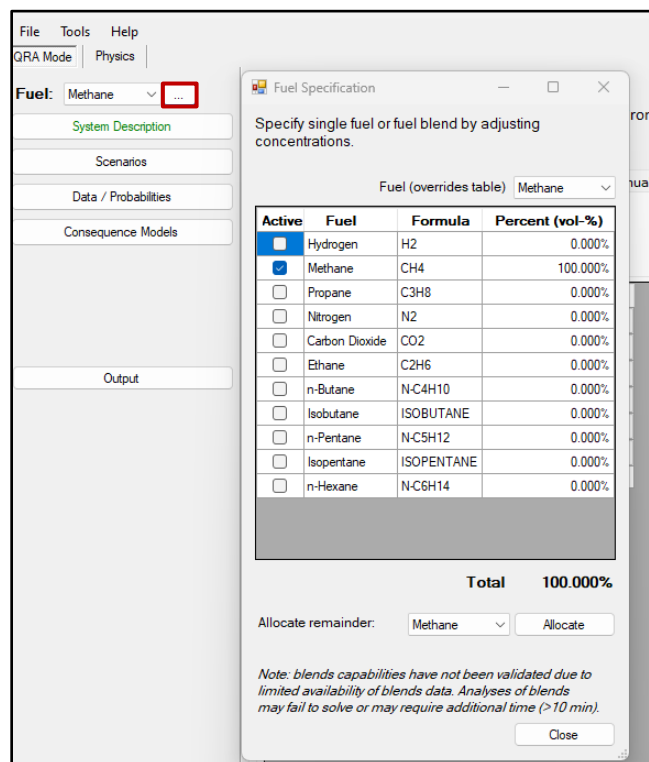 File Tools Help
QRA Mode Physics
Fuel: Methane ...
System Description
Scenarios
Data / Probabilities
Consequence Models
Output
Fuel Specification
Specify single fuel or fuel blend by adjusting
concentrations.
Fuel (overrides table) Methane
Active Fuel Formula Percent (vol-%)
Hydrogen H2 0.000%
Methane CH4 100.000%
Propane C3H8 0.000%
Nitrogen N2 0.000%
Carbon Dioxide CO2 0.000%
Ethane C2H6 0.000%
n-Butane N-C4H10 0.000%
Isobutane ISOBUTANE 0.000%
n-Pentane N-C5H12 0.000%
Isopentane ISOPENTANE 0.000%
n-Hexane N-C6H14 0.000%
Total 100.000%
Allocate remainder: Methane Allocate
Note: blends capabilities have not been validated due to
limited availability of blends data. Analyses of blends
may fail to solve or may require additional time (>10 min).
Close